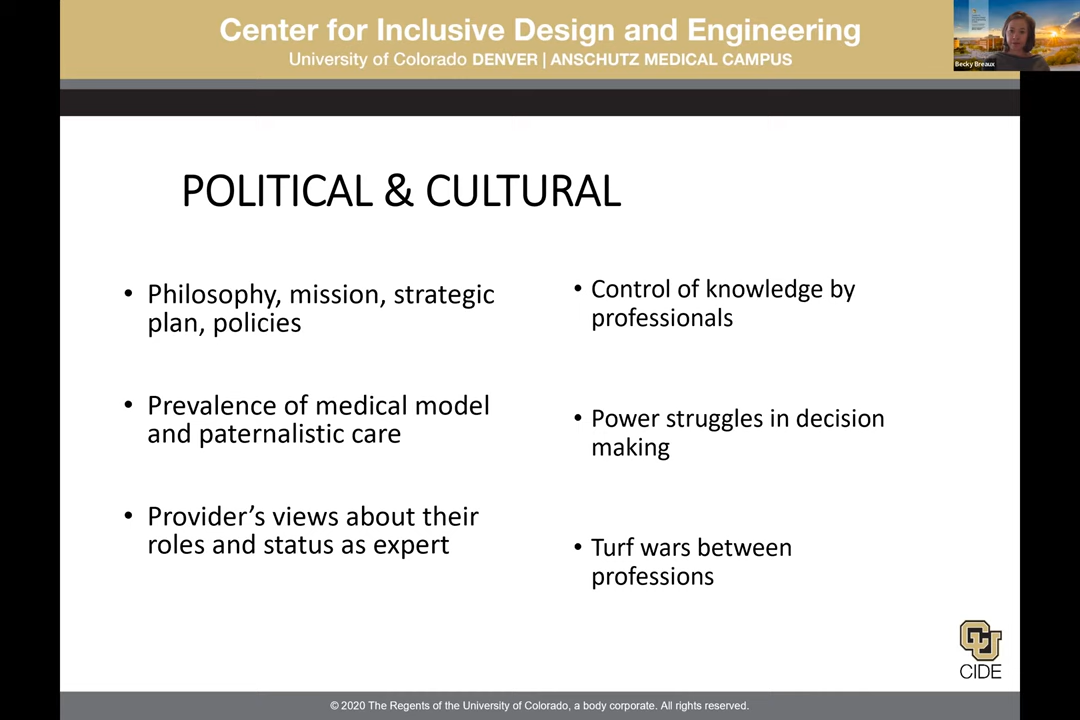 Center for Inclusive Design and Engineering
University of Colorado DENVER | ANSCHUTZ MEDICAL CAMPUS
Becky Breaux
POLITICAL & CULTURAL
• Philosophy, mission, strategic
plan, policies
• Prevalence of medical model
and paternalistic care
• Provider’s views about their
roles and status as expert
• Control of knowledge by
professionals
• Power struggles in decision
making
• Turf wars between
professions
CU
CIDE
© 2020 The Regents of the University of Colorado, a body corporate. All rights reserved.